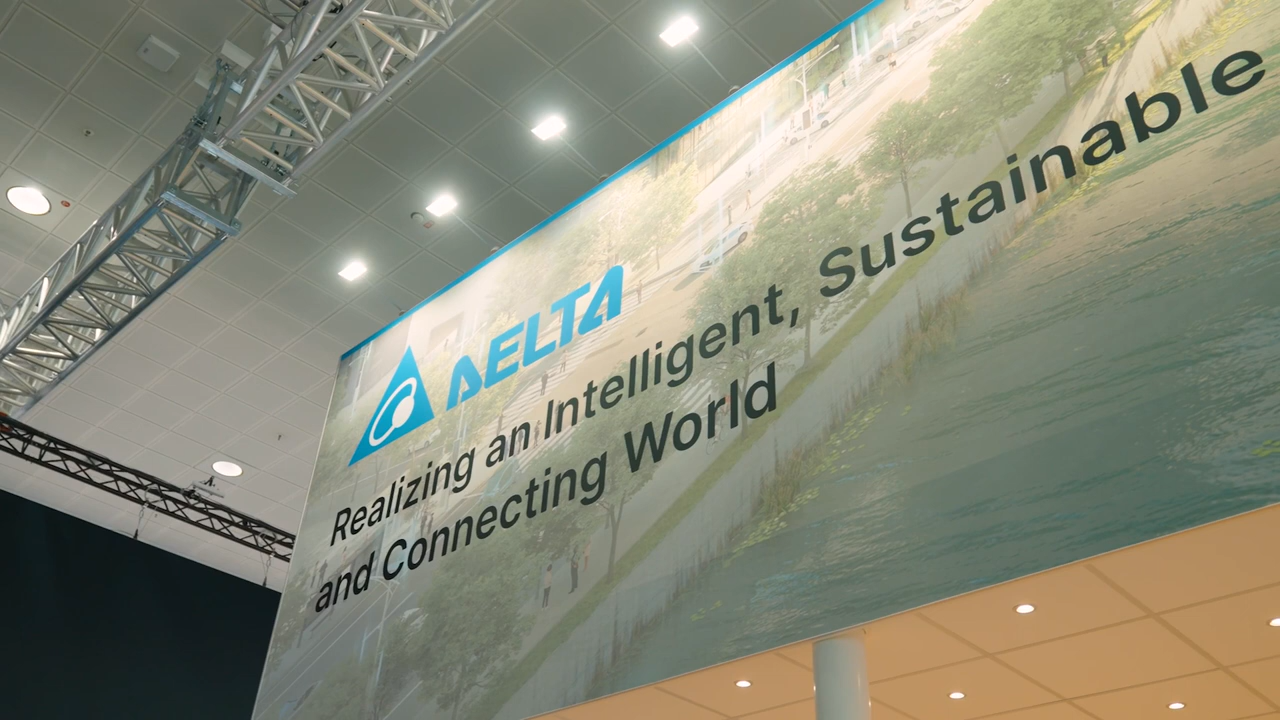 DELTA
Realizing an Intelligent, Sustainable
and Connecting World